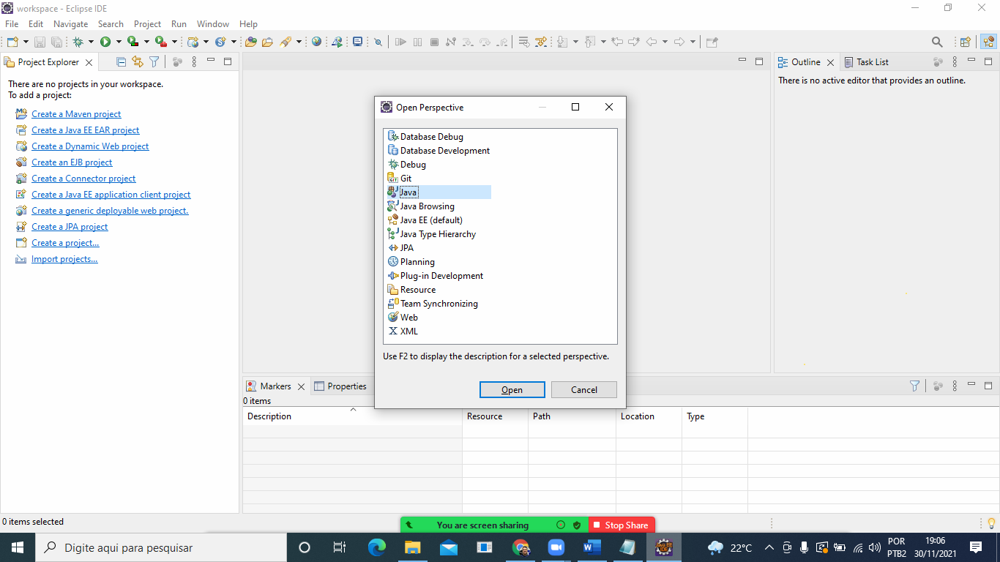 workspace - Eclipse IDE
File Edit Navigate Search Project Run Window Help
Project Explorer
There are no projects in your workspace.
To add a project:
Create a Maven project
Create a Java EE EAR project
Create a Dynamic Web project
Create an EJB project
Create a Connector project
Create a Java EE application client project
Create a generic deployable web project.
Create a JPA project
Create a project...
Import projects...
Outline Task List
There is no active editor that provides an outline.
Open Perspective
Database Debug
Database Development
Debug
Git
Java
Java Browsing
Java EE (default)
Java Type Hierarchy
JPA
Planning
Plug-in Development
Resource
Team Synchronizing
Web
XML
Use F2 to display the description for a selected perspective.
Open Cancel
Markers Properties
0 items
Description Resource Path Location Type
0 items selected
You are screen sharing Stop Share
Digite aqui para pesquisar
22°C
POR
PTB2
19:06
30/11/2021